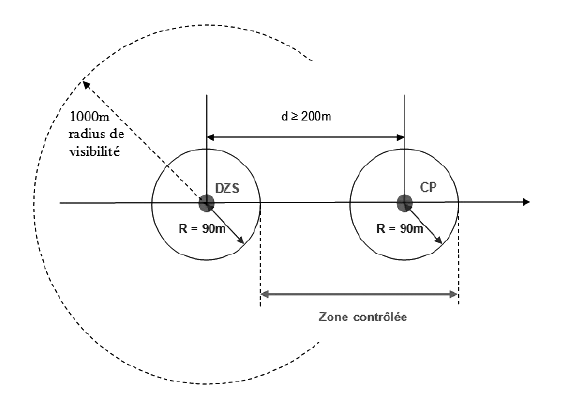 1000m
radius de
visibilité
d ≥ 200m
DZS
CP
R = 90m
R = 90m
Zone contrôlée